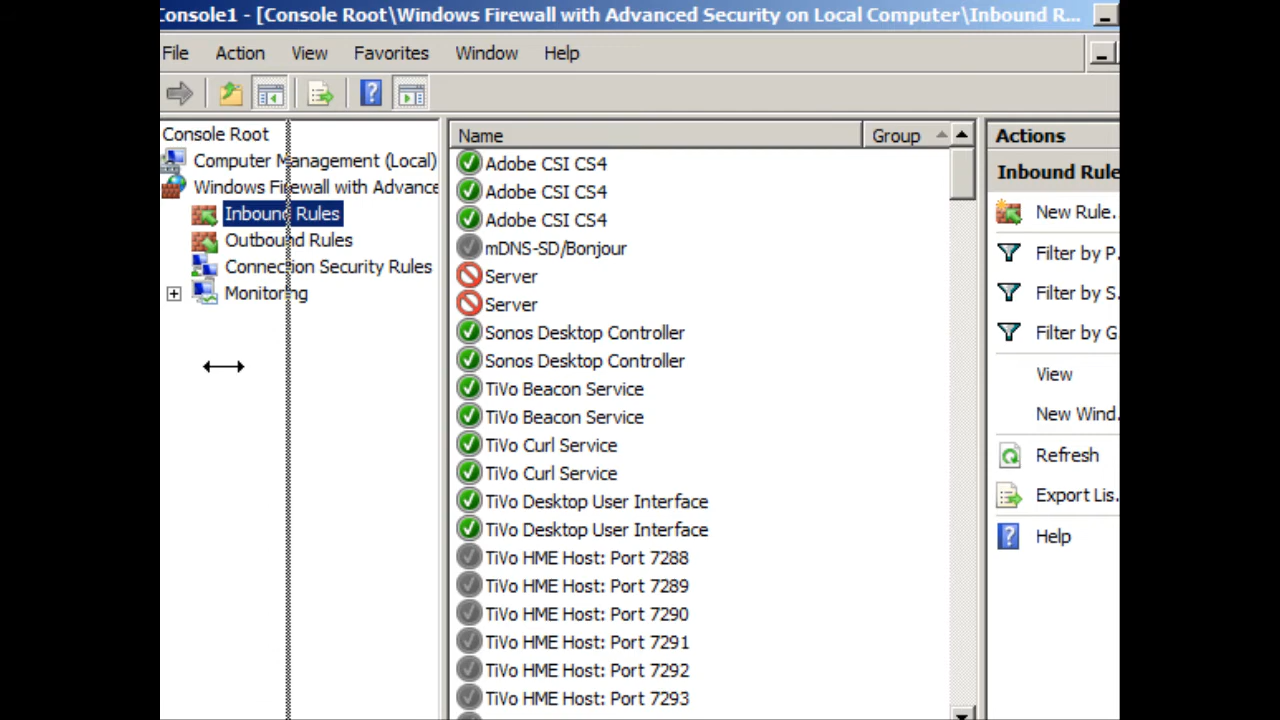 Console1 - [Console Root\Windows Firewall with Advanced Security on Local Computer\Inbound R...
File Action View Favorites Window Help
Console Root
Computer Management (Local)
Windows Firewall with Advance
Inbound Rules
Outbound Rules
Connection Security Rules
Monitoring
Name Group
Adobe CSI CS4
Adobe CSI CS4
Adobe CSI CS4
mDNS-SD/Bonjour
Server
Server
Sonos Desktop Controller
Sonos Desktop Controller
TiVo Beacon Service
TiVo Beacon Service
TiVo Curl Service
TiVo Curl Service
TiVo Desktop User Interface
TiVo Desktop User Interface
TiVo HME Host: Port 7288
TiVo HME Host: Port 7289
TiVo HME Host: Port 7290
TiVo HME Host: Port 7291
TiVo HME Host: Port 7292
TiVo HME Host: Port 7293
Actions
Inbound Rule
New Rule.
Filter by P.
Filter by S.
Filter by G
View
New Wind.
Refresh
Export Lis.
Help